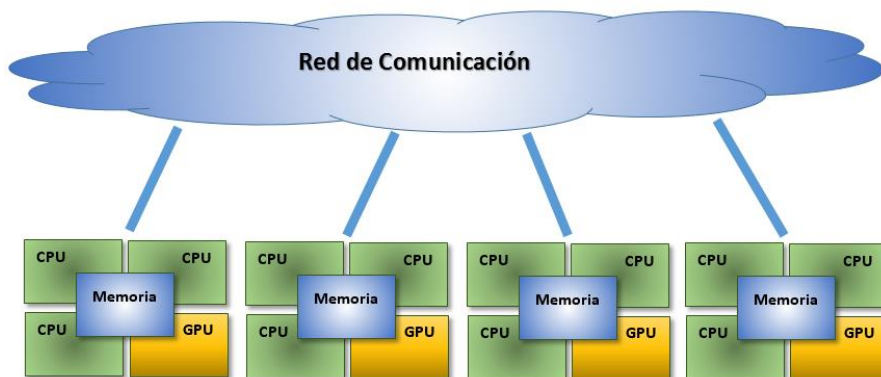 Red de Comunicación
CPU CPU CPU CPU CPU CPU CPU CPU
Memoria Memoria Memoria Memoria
CPU GPU CPU GPU CPU GPU CPU GPU